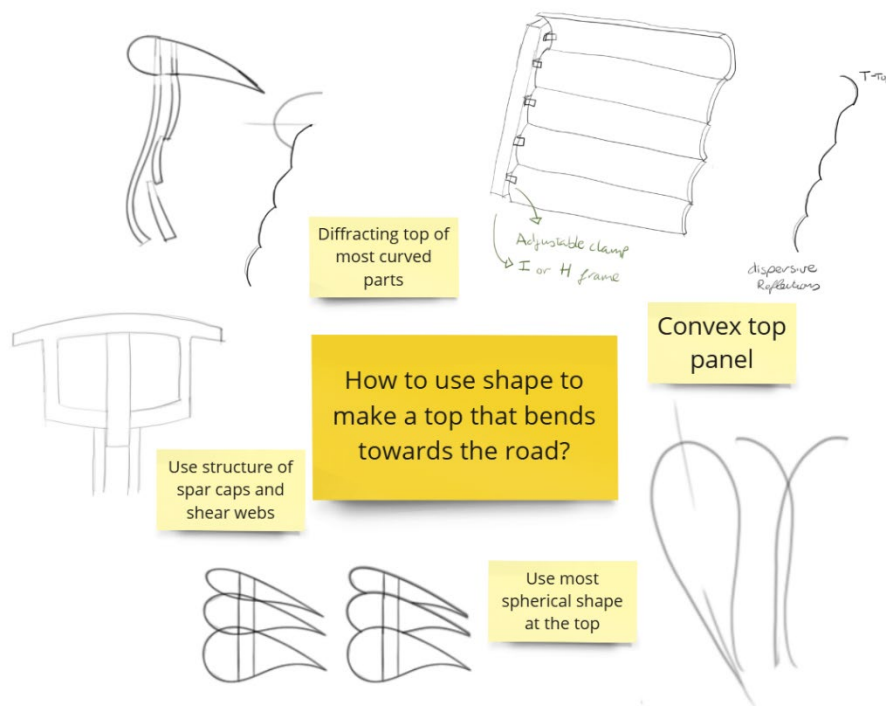 T-Top
Adjustable clamp
I or H frame
dispersive
Reflections
Diffracting top of
most curved
parts
Convex top
panel
How to use shape to
make a top that bends
towards the road?
Use structure of
spar caps and
shear webs
Use most
spherical shape
at the top